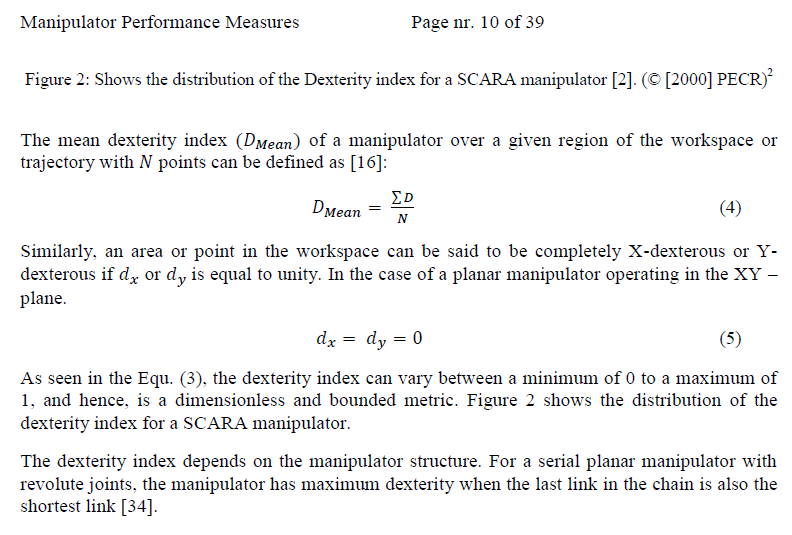 Manipulator Performance Measures Page nr. 10 of 39
Figure 2: Shows the distribution of the Dexterity index for a SCARA manipulator [2]. (© [2000] PECR)²
The mean dexterity index (D_Mean) of a manipulator over a given region of the workspace or
trajectory with N points can be defined as [16]:
D_Mean = ∑D / N (4)
Similarly, an area or point in the workspace can be said to be completely X-dexterous or Y-
dexterous if d_x or d_y is equal to unity. In the case of a planar manipulator operating in the XY –
plane.
d_x = d_y = 0 (5)
As seen in the Equ. (3), the dexterity index can vary between a minimum of 0 to a maximum of
1, and hence, is a dimensionless and bounded metric. Figure 2 shows the distribution of the
dexterity index for a SCARA manipulator.
The dexterity index depends on the manipulator structure. For a serial planar manipulator with
revolute joints, the manipulator has maximum dexterity when the last link in the chain is also the
shortest link [34].